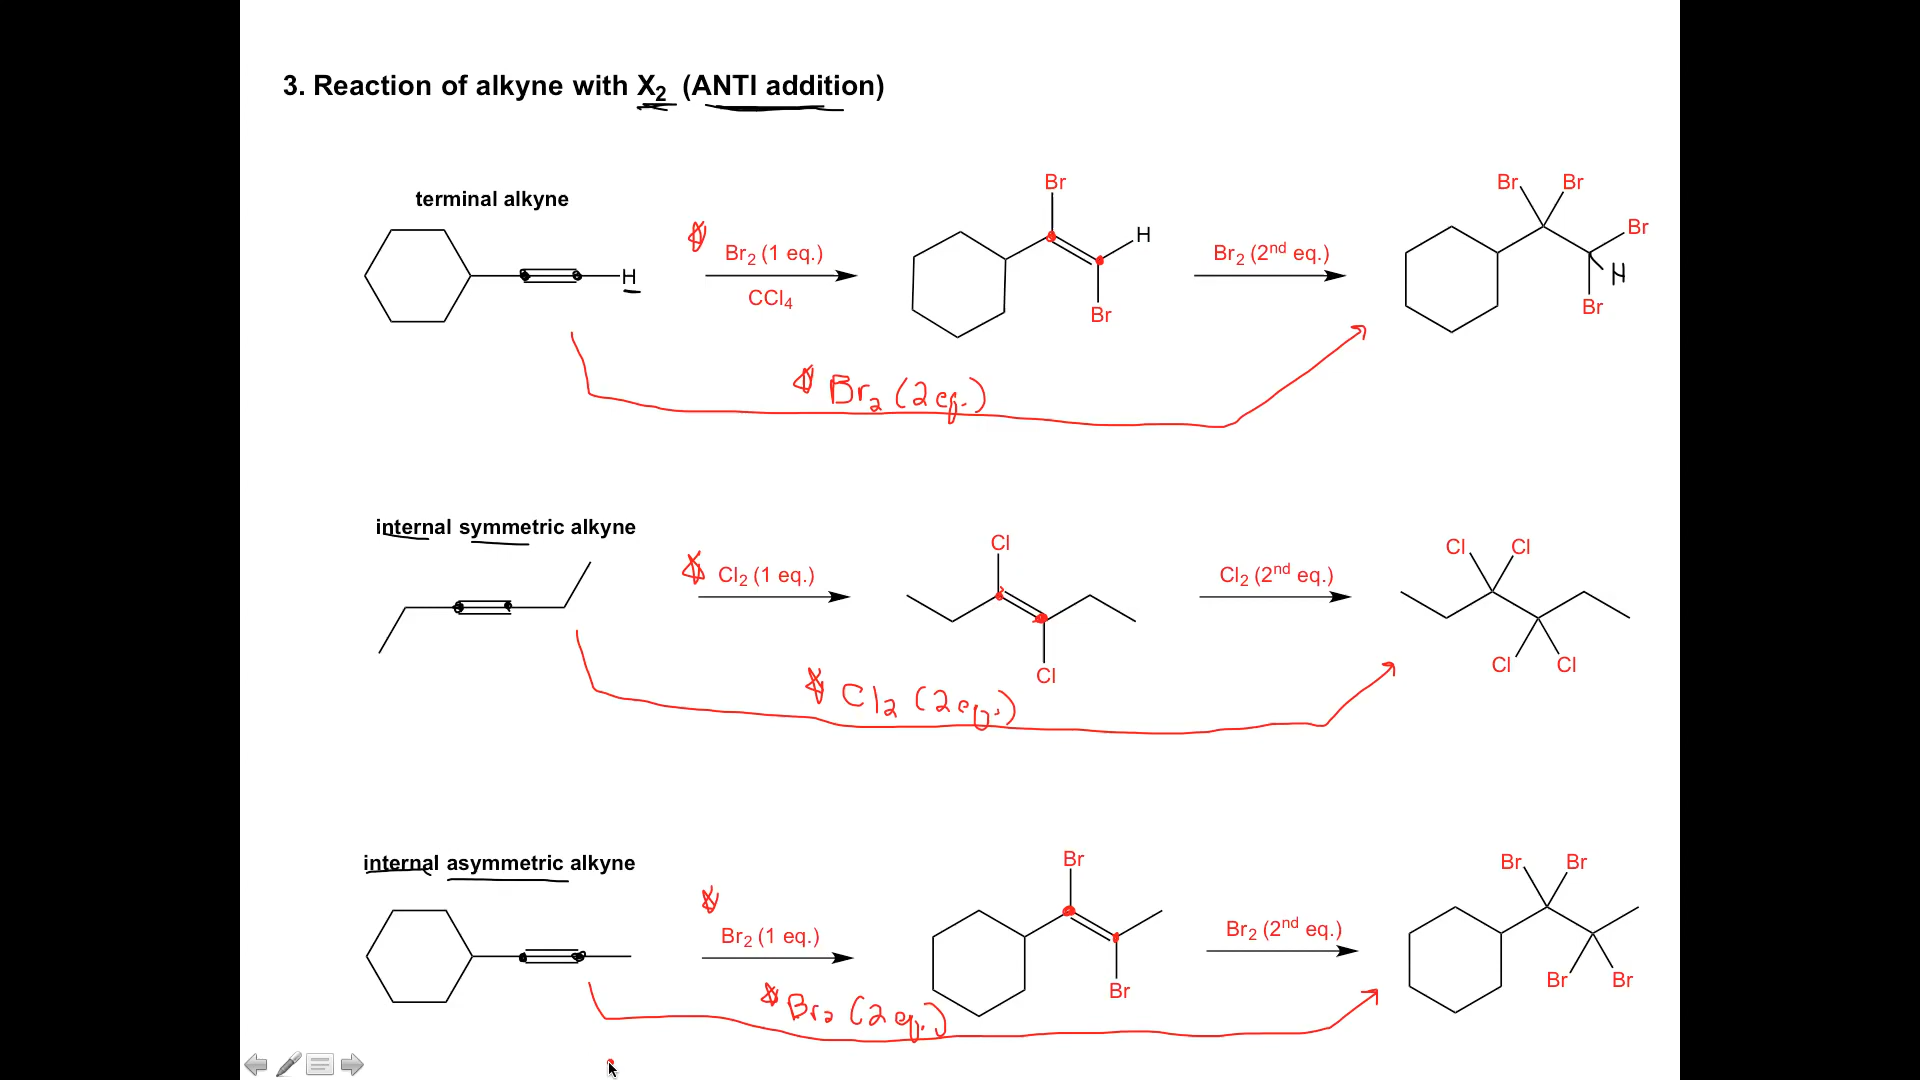 3. Reaction of alkyne with X₂ (ANTI addition)
terminal alkyne
H
Br₂ (1 eq.)
CCl₄
Br
H
Br
Br₂ (2ⁿᵈ eq.)
Br Br
Br
H
Br
Br₂ (2 eq.)
internal symmetric alkyne
Cl₂ (1 eq.)
Cl
Cl
Cl₂ (2ⁿᵈ eq.)
Cl Cl
Cl Cl
Cl₂ (2 eq.)
internal asymmetric alkyne
Br₂ (1 eq.)
Br
Br
Br₂ (2ⁿᵈ eq.)
Br Br
Br Br
Br₂ (2 eq.)